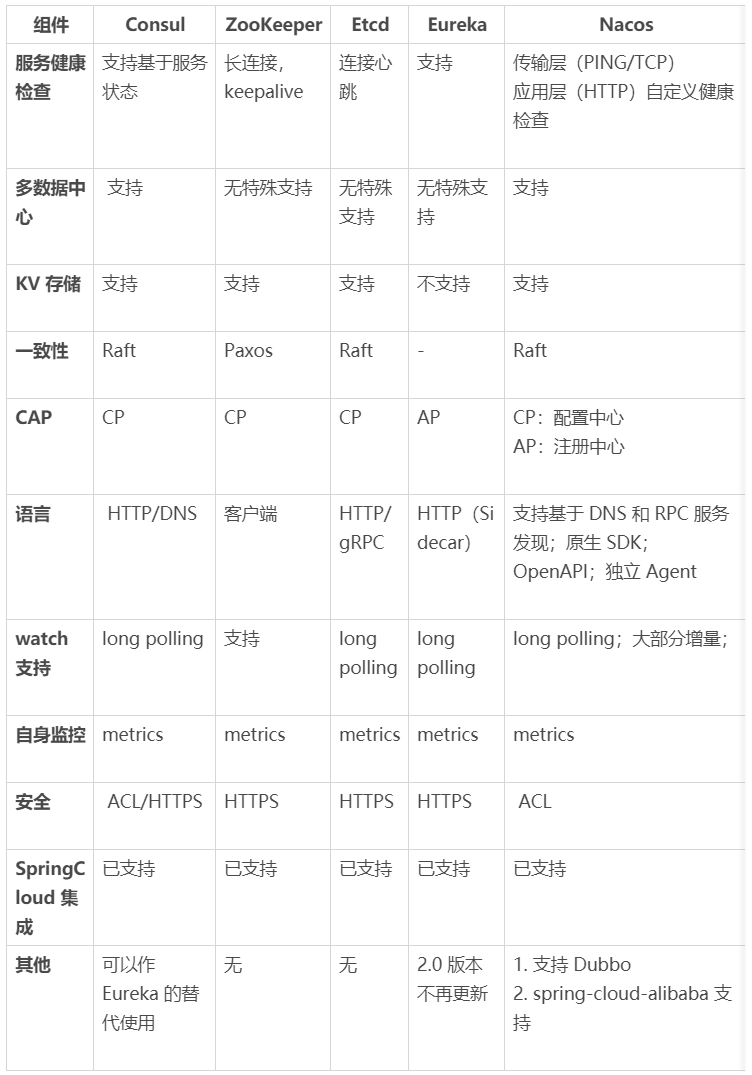 组件 Consul ZooKeeper Etcd Eureka Nacos
服务健康 支持基于服务 长连接， 连接心 支持 传输层（PING/TCP）
检查 状态 keepalive 跳 应用层（HTTP）自定义健康
检查
多数据中 支持 无特殊支持 无特殊 无特殊支 支持
心 支持 持
KV 存储 支持 支持 支持 不支持 支持
一致性 Raft Paxos Raft - Raft
CAP CP CP CP AP CP：配置中心
AP：注册中心
语言 HTTP/DNS 客户端 HTTP/ HTTP（Si 支持基于 DNS 和 RPC 服务
gRPC decar） 发现；原生 SDK；
OpenAPI；独立 Agent
watch long polling 支持 long long long polling；大部分增量；
支持 polling polling
自身监控 metrics metrics metrics metrics metrics
安全 ACL/HTTPS HTTPS HTTPS HTTPS ACL
SpringC 已支持 已支持 已支持 已支持 已支持
loud 集
成
其他 可以作 无 无 2.0 版本 1. 支持 Dubbo
Eureka 的替 不再更新 2. spring-cloud-alibaba 支
代使用 持